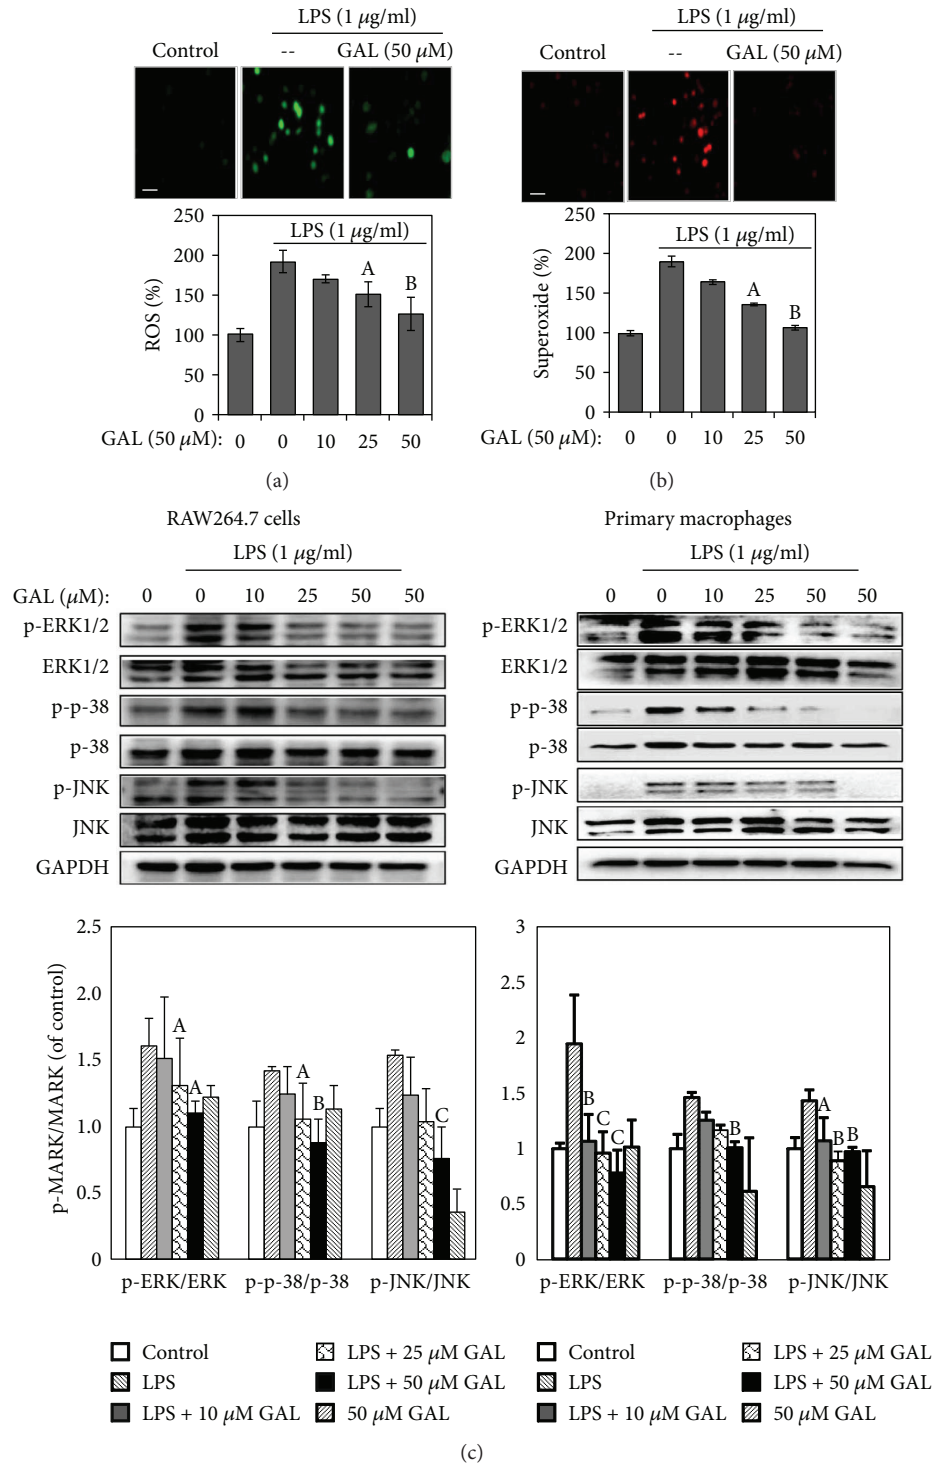 LPS (1 μg/ml)
Control -- GAL (50 μM)
LPS (1 μg/ml)
250
200
150
100
50
0
ROS (%)
A
B
GAL (50 μM): 0 0 10 25 50
(a)
LPS (1 μg/ml)
Control -- GAL (50 μM)
LPS (1 μg/ml)
250
200
150
100
50
0
Superoxide (%)
A
B
GAL (50 μM): 0 0 10 25 50
(b)
RAW264.7 cells
LPS (1 μg/ml)
GAL (μM): 0 0 10 25 50 50
p-ERK1/2
ERK1/2
p-p-38
p-38
p-JNK
JNK
GAPDH
Primary macrophages
LPS (1 μg/ml)
0 0 10 25 50 50
p-ERK1/2
ERK1/2
p-p-38
p-38
p-JNK
JNK
GAPDH
p-MARK/MARK (of control)
2.5
2.0
1.5
1.0
0.5
0
A
A
A
B
C
p-ERK/ERK p-p-38/p-38 p-JNK/JNK
Control
LPS
LPS + 10 μM GAL
LPS + 25 μM GAL
LPS + 50 μM GAL
50 μM GAL
3
2.5
2
1.5
1
0.5
0
B
C
C
B
A
B
B
p-ERK/ERK p-p-38/p-38 p-JNK/JNK
Control
LPS
LPS + 10 μM GAL
LPS + 25 μM GAL
LPS + 50 μM GAL
50 μM GAL
(c)